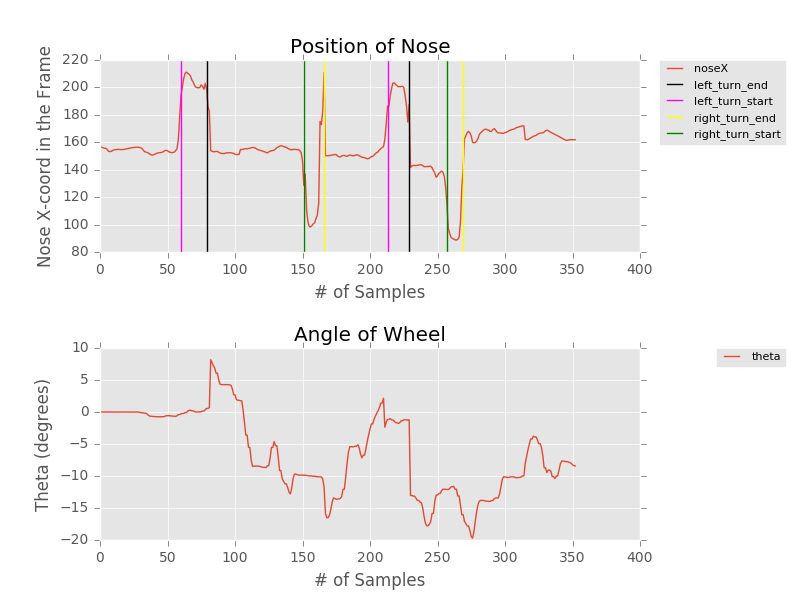 Position of Nose
Nose X-coord in the Frame
220
200
180
160
140
120
100
80
0 50 100 150 200 250 300 350 400
# of Samples
noseX
left_turn_end
left_turn_start
right_turn_end
right_turn_start
Angle of Wheel
Theta (degrees)
10
5
0
−5
−10
−15
−20
0 50 100 150 200 250 300 350 400
# of Samples
theta